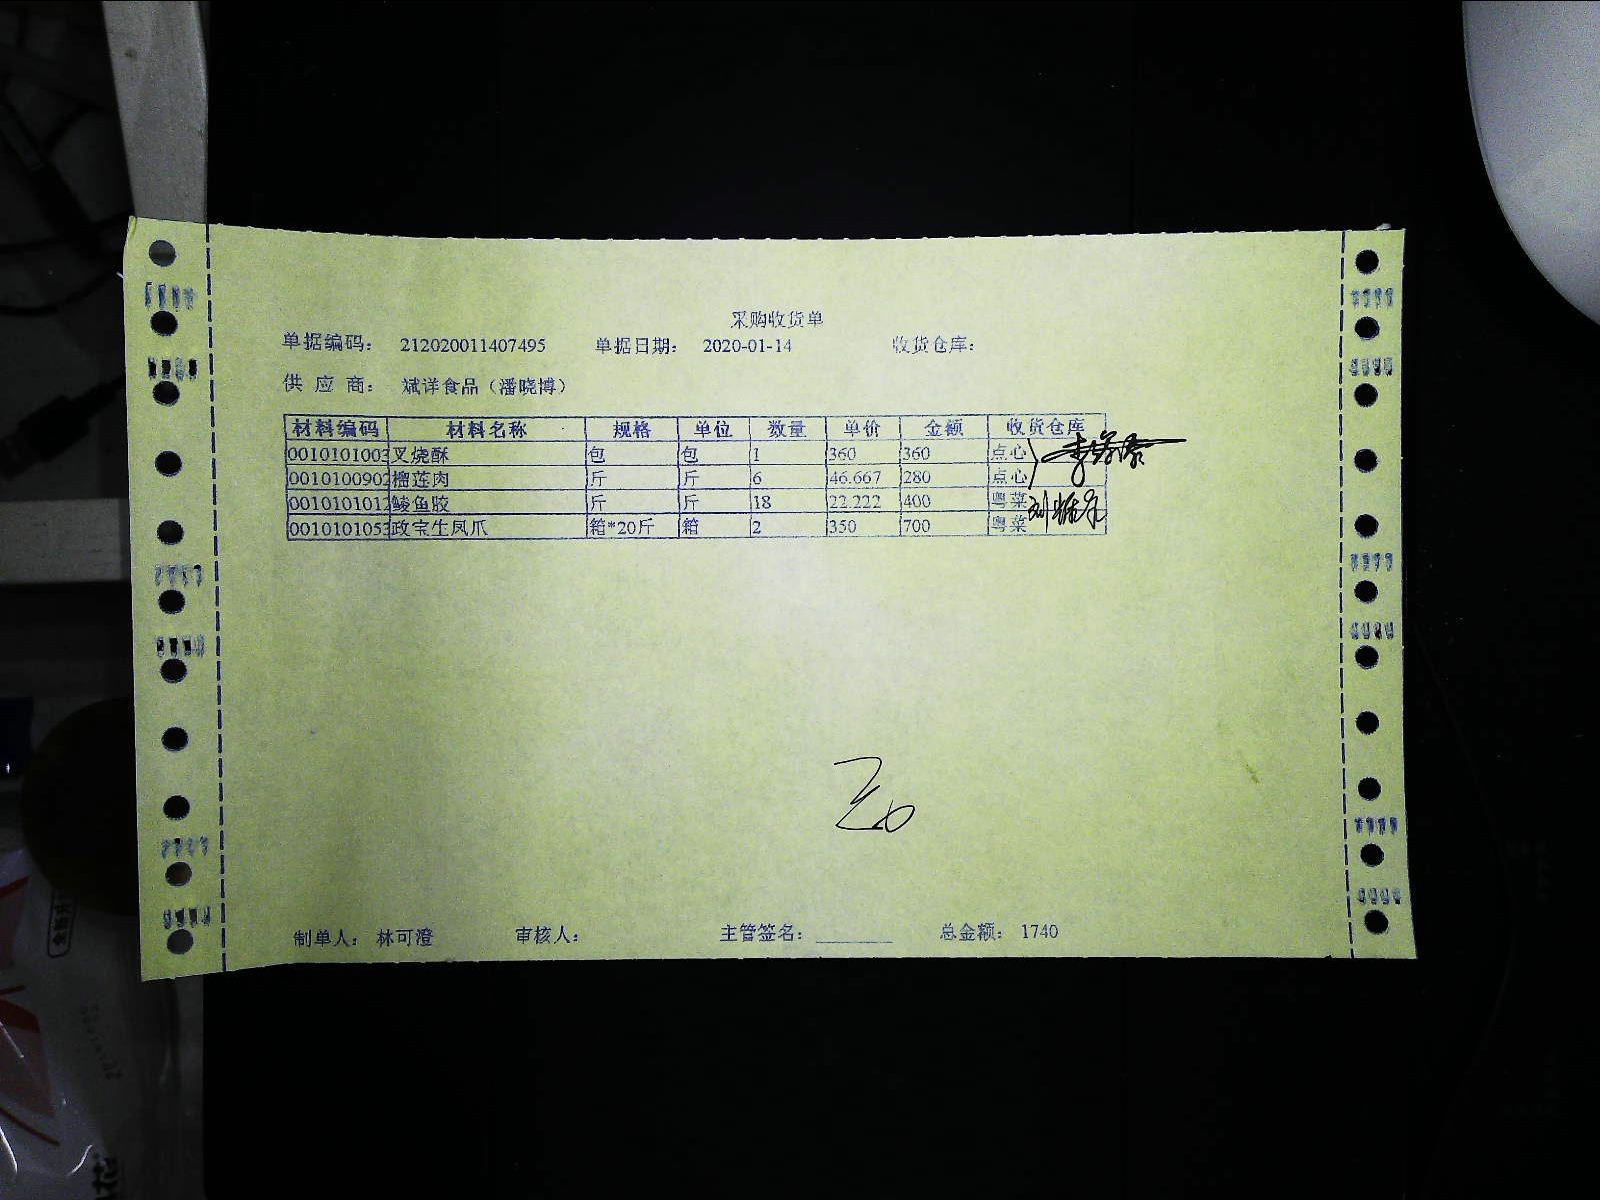 采购收货单
单据编码： 212020011407495 单据日期： 2020-01-14 收货仓库：
供 应 商： 斌洋食品（潘晓博）
材料编码 材料名称 规格 单位 数量 单价 金额 收货仓库
0010101003 叉烧酥 包 包 1 360 360 点心
0010100902 榴莲肉 斤 斤 6 46.667 280 点心
0010101012 鲮鱼胶 斤 斤 18 22.222 400 粤菜
0010101053 政宝生凤爪 箱*20斤 箱 2 350 700 粤菜
制单人： 林可澄 审核人： 主管签名： ________ 总金额： 1740